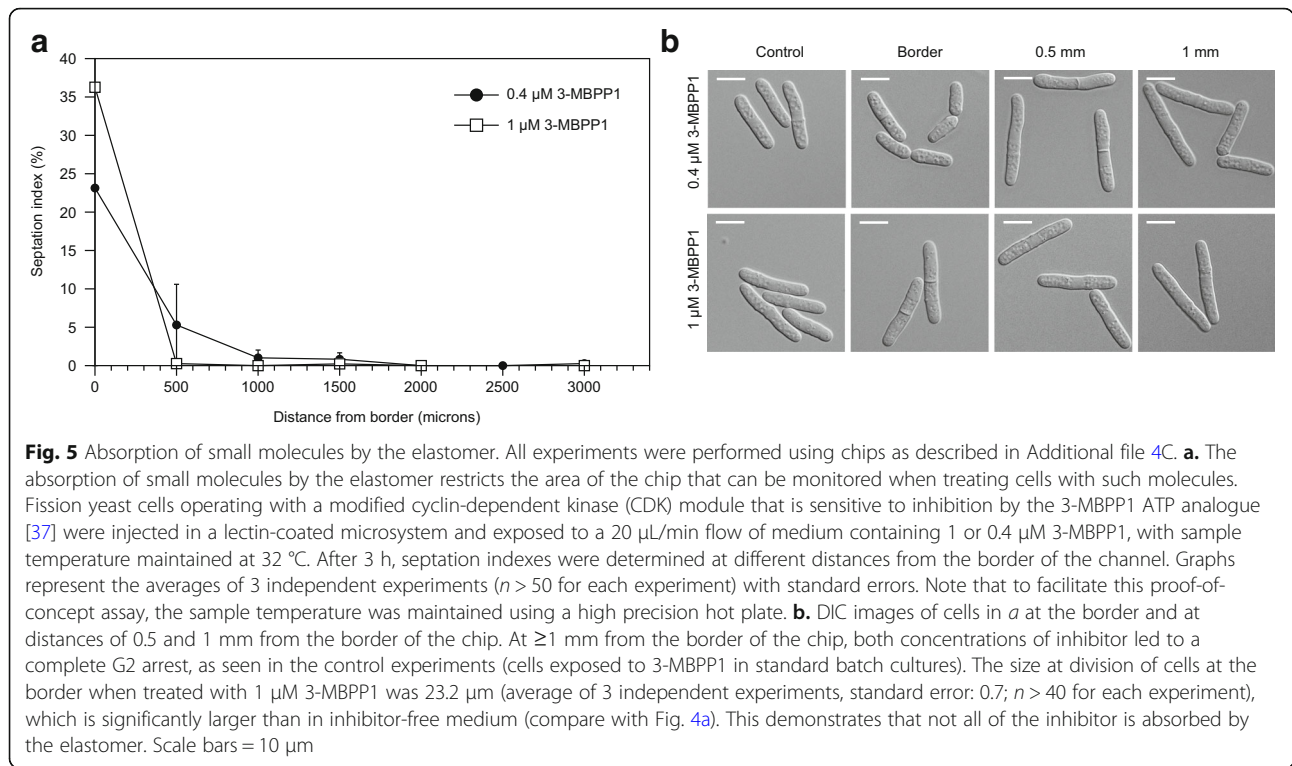 a
40
35
30
25
20
15
10
5
0
Septation index (%)
0.4 µM 3-MBPP1
1 µM 3-MBPP1
0 500 1000 1500 2000 2500 3000
Distance from border (microns)
b
Control Border 0.5 mm 1 mm
0.4 µM 3-MBPP1
1 µM 3-MBPP1
Fig. 5 Absorption of small molecules by the elastomer. All experiments were performed using chips as described in Additional file 4C. a. The
absorption of small molecules by the elastomer restricts the area of the chip that can be monitored when treating cells with such molecules.
Fission yeast cells operating with a modified cyclin-dependent kinase (CDK) module that is sensitive to inhibition by the 3-MBPP1 ATP analogue
[37] were injected in a lectin-coated microsystem and exposed to a 20 µL/min flow of medium containing 1 or 0.4 µM 3-MBPP1, with sample
temperature maintained at 32 °C. After 3 h, septation indexes were determined at different distances from the border of the channel. Graphs
represent the averages of 3 independent experiments (n > 50 for each experiment) with standard errors. Note that to facilitate this proof-of-
concept assay, the sample temperature was maintained using a high precision hot plate. b. DIC images of cells in a at the border and at
distances of 0.5 and 1 mm from the border of the chip. At ≥1 mm from the border of the chip, both concentrations of inhibitor led to a
complete G2 arrest, as seen in the control experiments (cells exposed to 3-MBPP1 in standard batch cultures). The size at division of cells at the
border when treated with 1 µM 3-MBPP1 was 23.2 µm (average of 3 independent experiments, standard error: 0.7; n > 40 for each experiment),
which is significantly larger than in inhibitor-free medium (compare with Fig. 4a). This demonstrates that not all of the inhibitor is absorbed by
the elastomer. Scale bars = 10 µm